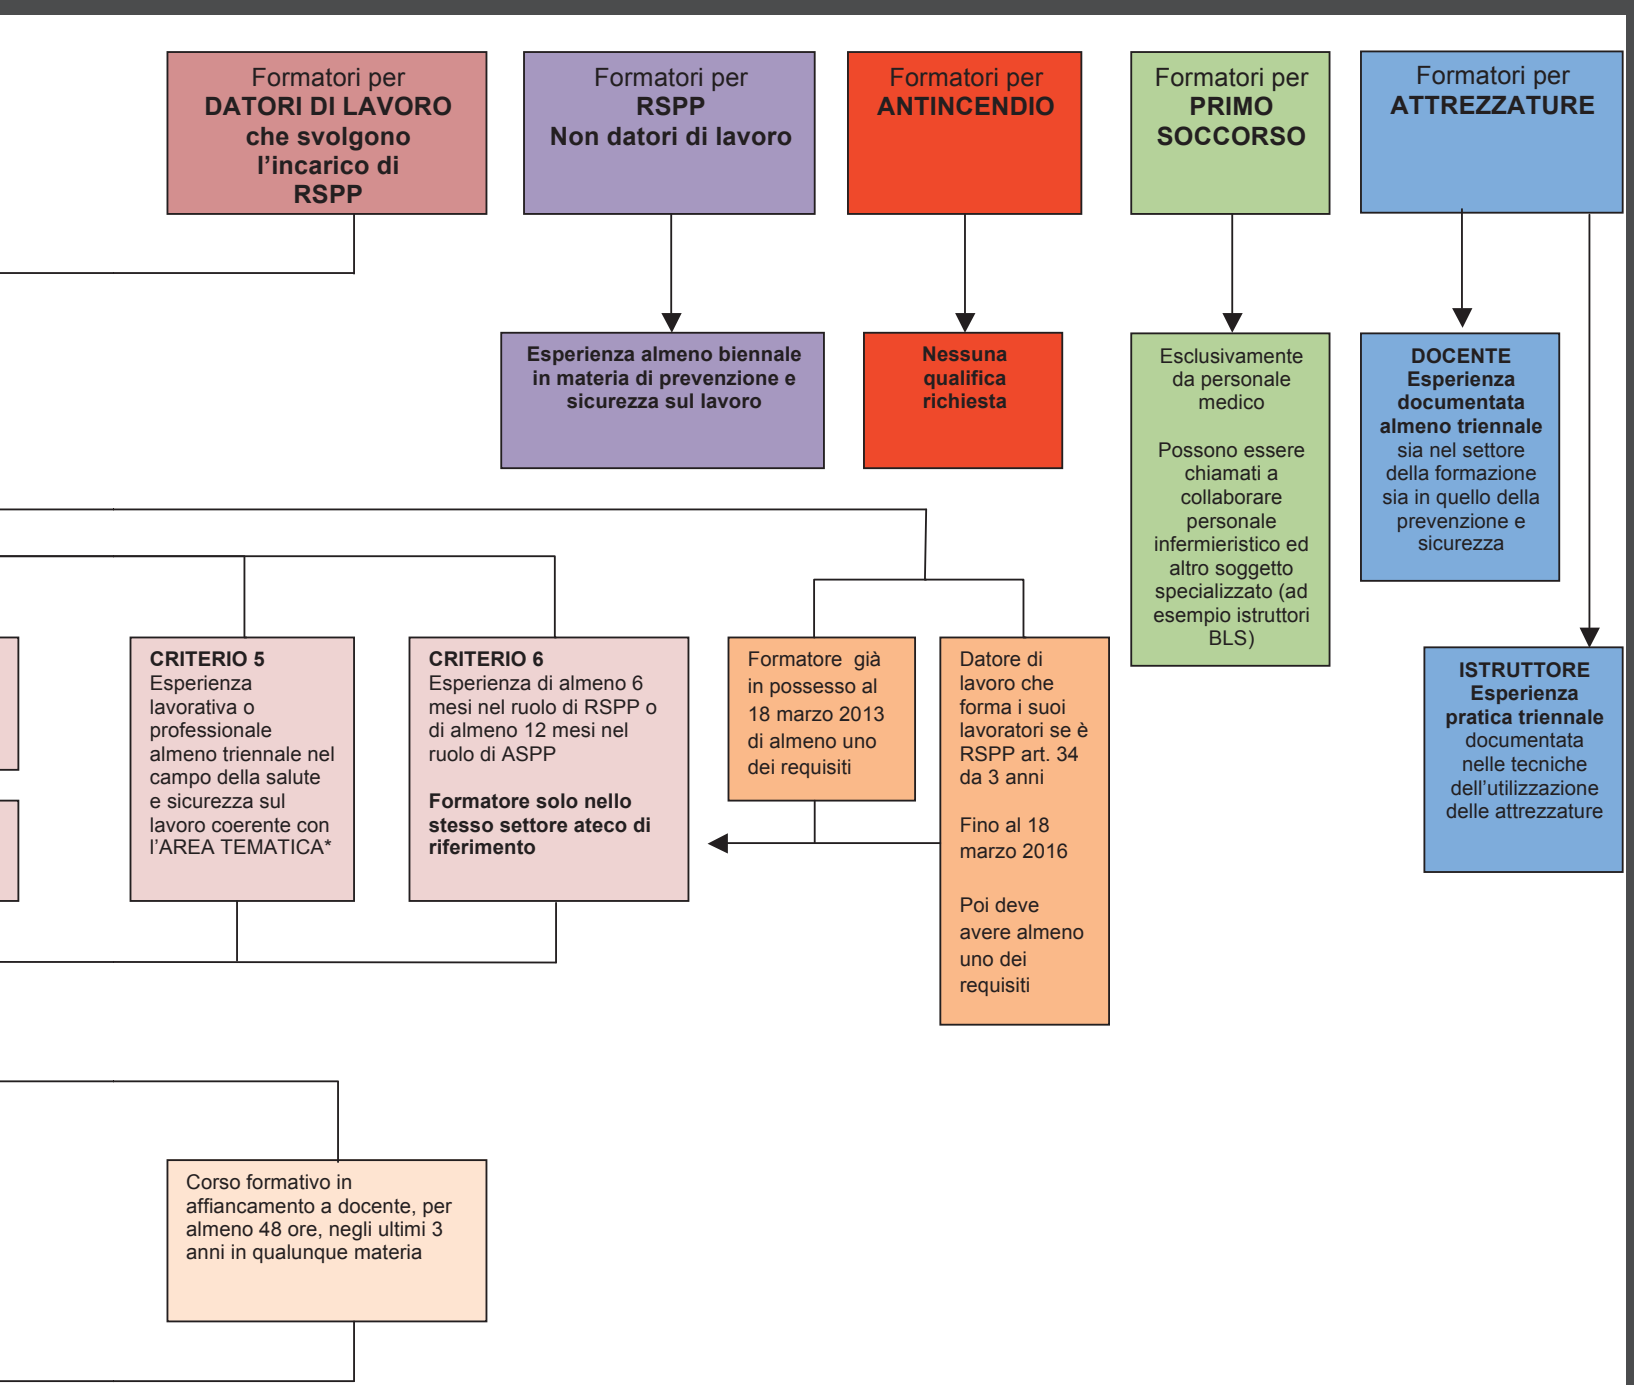 Formatori per
DATORI DI LAVORO
che svolgono
l’incarico di
RSPP
Formatori per
RSPP
Non datori di lavoro
Formatori per
ANTINCENDIO
Formatori per
PRIMO
SOCCORSO
Formatori per
ATTREZZATURE
Esperienza almeno biennale
in materia di prevenzione e
sicurezza sul lavoro
Nessuna
qualifica
richiesta
Esclusivamente
da personale
medico
Possono essere
chiamati a
collaborare
personale
infermieristico ed
altro soggetto
specializzato (ad
esempio istruttori
BLS)
DOCENTE
Esperienza
documentata
almeno triennale
sia nel settore
della formazione
sia in quello della
prevenzione e
sicurezza
CRITERIO 5
Esperienza
lavorativa o
professionale
almeno triennale nel
campo della salute
e sicurezza sul
lavoro coerente con
l’AREA TEMATICA*
CRITERIO 6
Esperienza di almeno 6
mesi nel ruolo di RSPP o
di almeno 12 mesi nel
ruolo di ASPP
Formatore solo nello
stesso settore ateco di
riferimento
Formatore già
in possesso al
18 marzo 2013
di almeno uno
dei requisiti
Datore di
lavoro che
forma i suoi
lavoratori se è
RSPP art. 34
da 3 anni
Fino al 18
marzo 2016
Poi deve
avere almeno
uno dei
requisiti
ISTRUTTORE
Esperienza
pratica triennale
documentata
nelle tecniche
dell’utilizzazione
delle attrezzature
Corso formativo in
affiancamento a docente, per
almeno 48 ore, negli ultimi 3
anni in qualunque materia